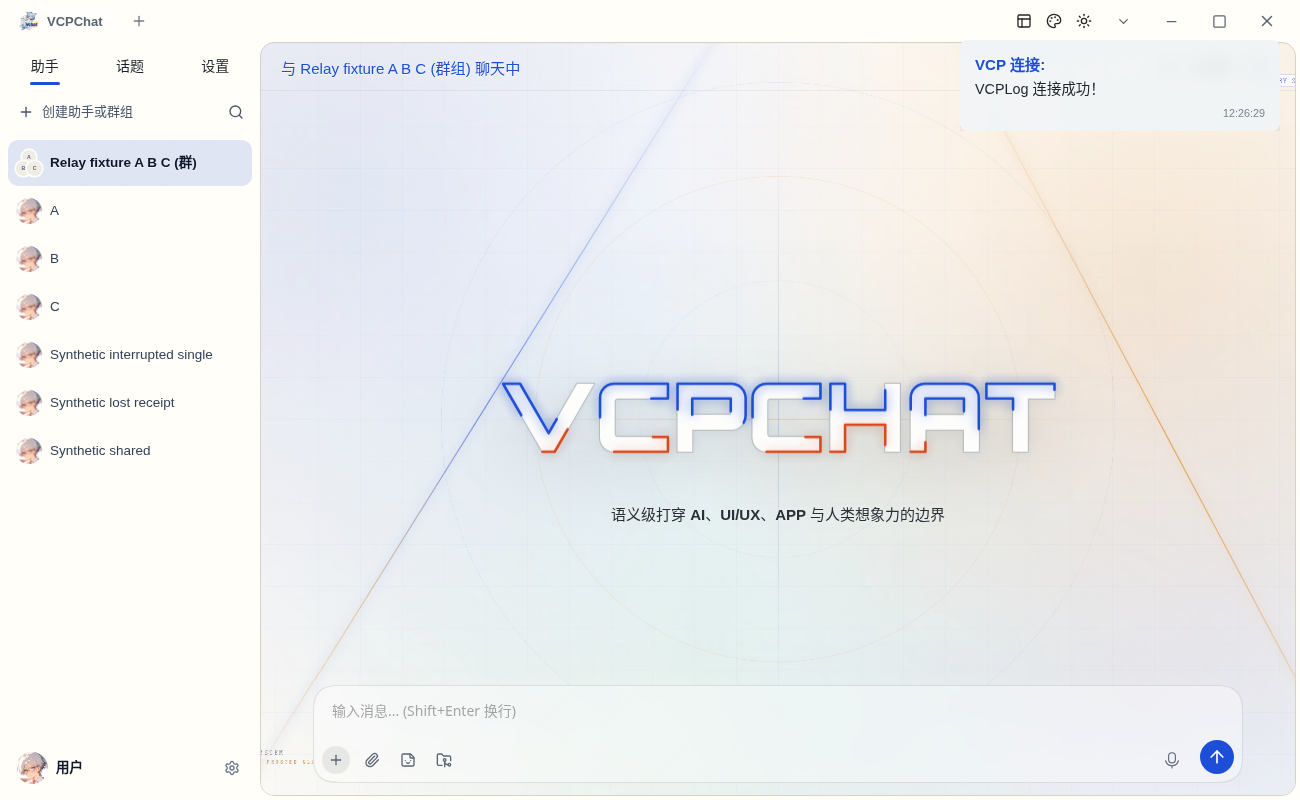 VCPChat
助手
话题
设置
创建助手或群组
Relay fixture A B C (群)
A
B
C
Synthetic interrupted single
Synthetic lost receipt
Synthetic shared
用户
与 Relay fixture A B C (群组) 聊天中
VCP 连接:
VCPLog 连接成功！
12:26:29
VCPCHAT
语义级打穿 AI、UI/UX、APP 与人类想象力的边界
输入消息... (Shift+Enter 换行)